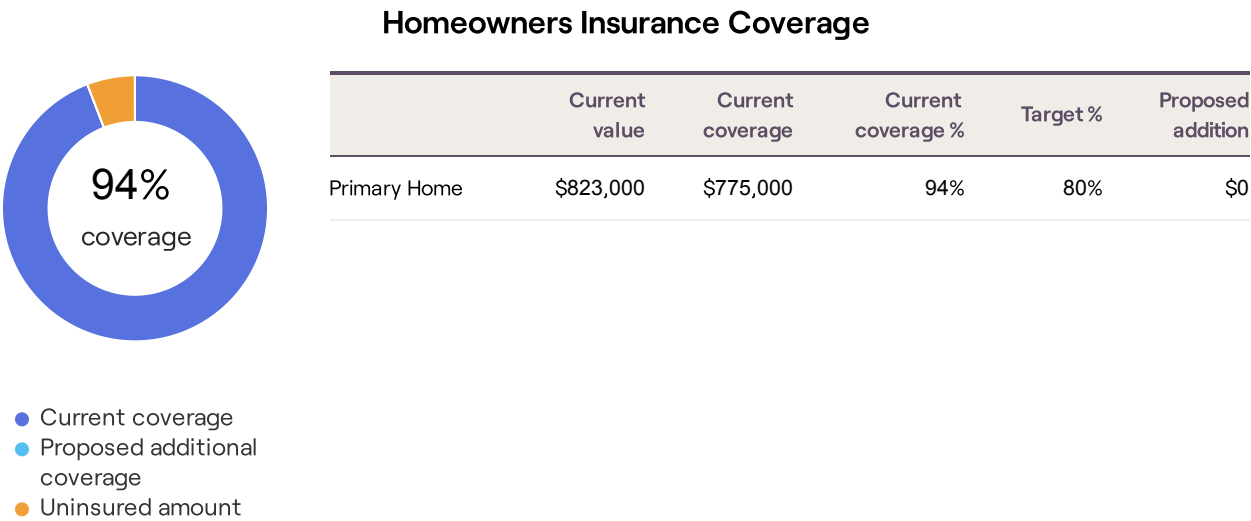 Homeowners Insurance Coverage
94%
coverage
Current coverage
Proposed additional
coverage
Uninsured amount
Current value
Current coverage
Current coverage %
Target %
Proposed addition
Primary Home $823,000 $775,000 94% 80% $0